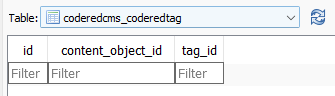 Table: coderedcms_coderedtag
id content_object_id tag_id
Filter Filter Filter